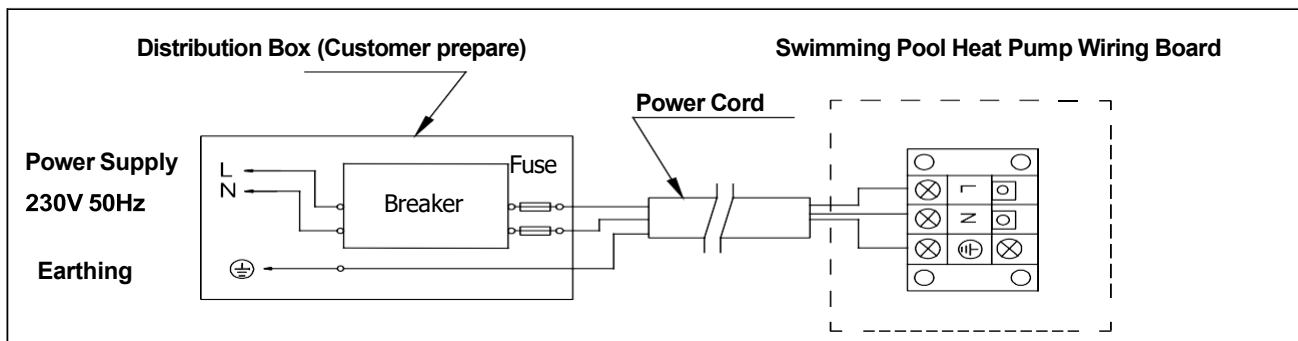 Distribution Box (Customer prepare)
Swimming Pool Heat Pump Wiring Board
Power Cord
Power Supply
230V 50Hz
Earthing
L
N
Breaker
Fuse
L
N